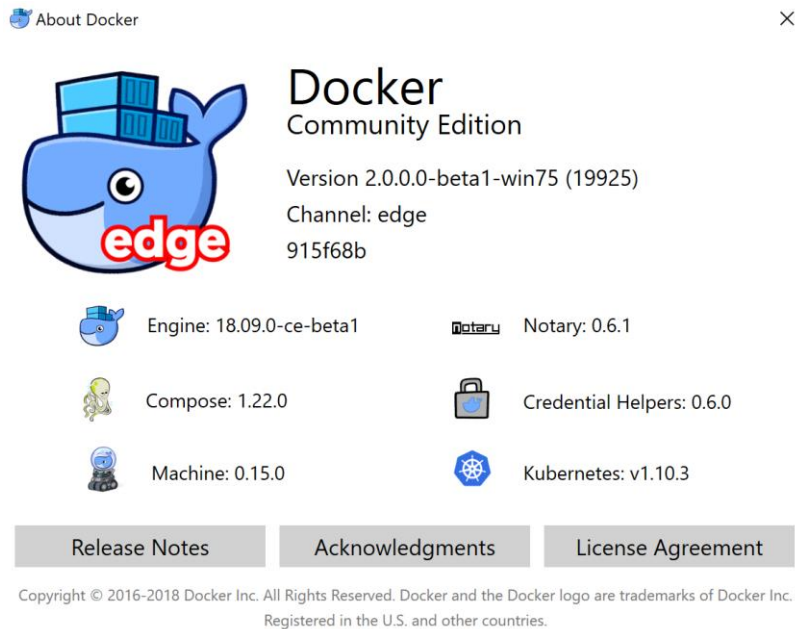 About Docker
Docker
Community Edition
Version 2.0.0.0-beta1-win75 (19925)
Channel: edge
915f68b
edge
Engine: 18.09.0-ce-beta1
notary
Notary: 0.6.1
Compose: 1.22.0
Credential Helpers: 0.6.0
Machine: 0.15.0
Kubernetes: v1.10.3
Release Notes
Acknowledgments
License Agreement
Copyright © 2016-2018 Docker Inc. All Rights Reserved. Docker and the Docker logo are trademarks of Docker Inc.
Registered in the U.S. and other countries.